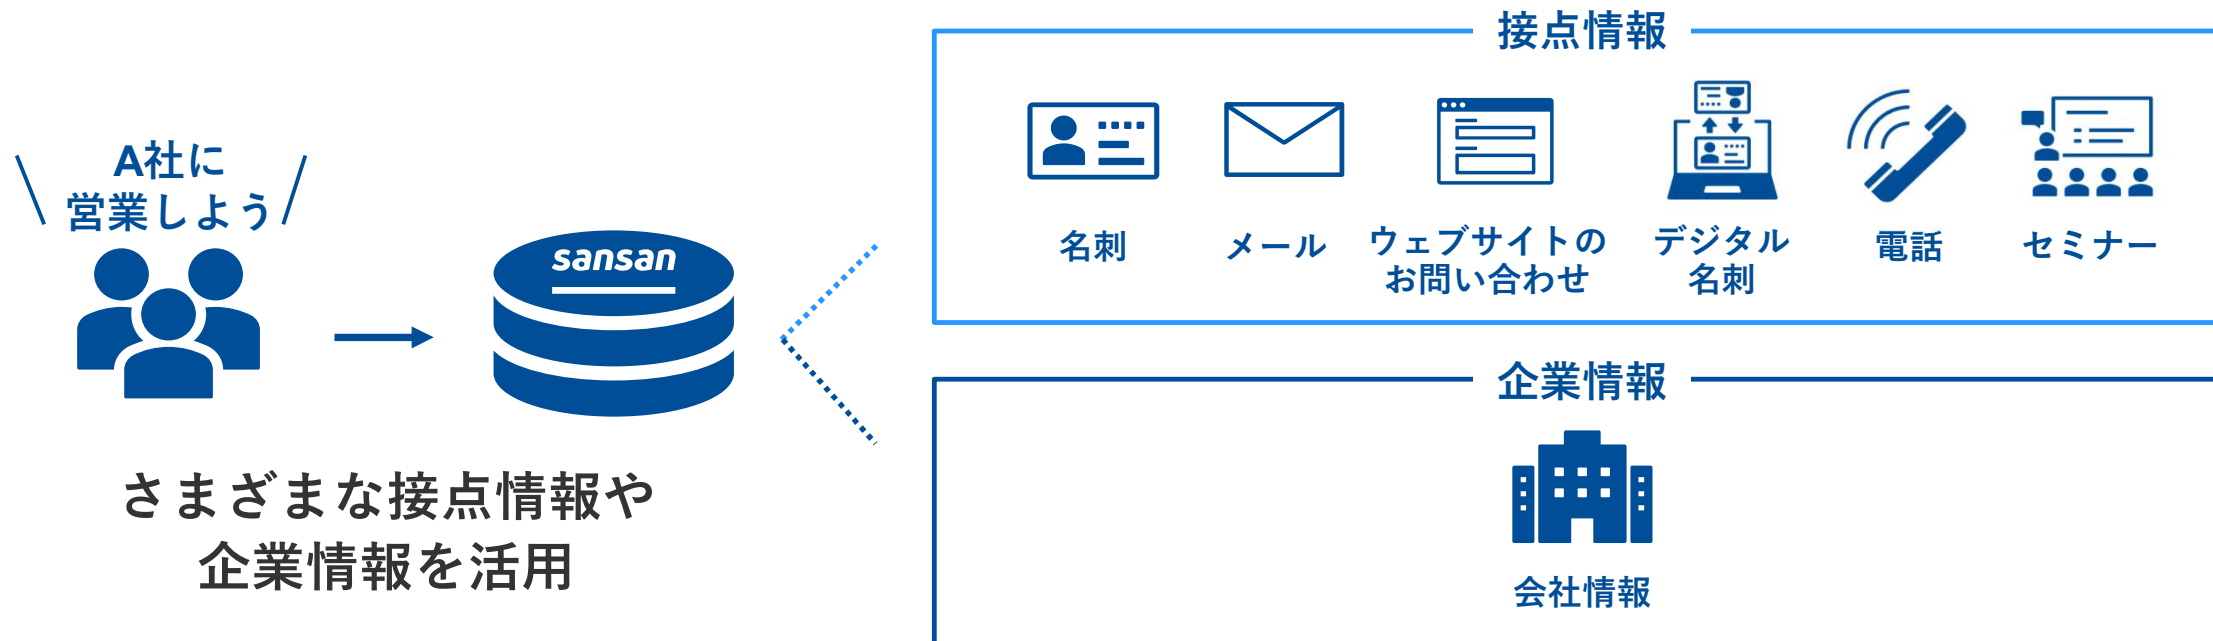 A社に
営業しよう
sansan
さまざまな接点情報や
企業情報を活用
接点情報
名刺
メール
ウェブサイトの
お問い合わせ
デジタル
名刺
電話
セミナー
企業情報
会社情報